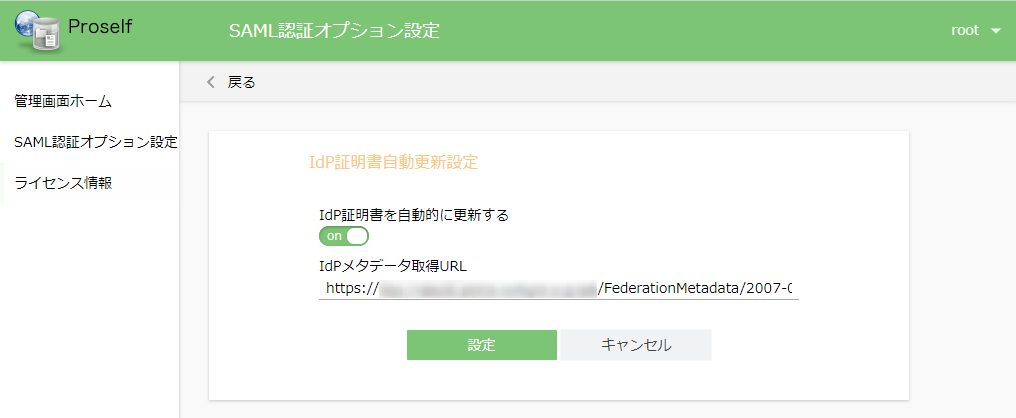 Proself
SAML認証オプション設定
root
戻る
管理画面ホーム
SAML認証オプション設定
ライセンス情報
IdP証明書自動更新設定
IdP証明書を自動的に更新する
on
IdPメタデータ取得URL
https:// /FederationMetadata/2007-0
設定
キャンセル